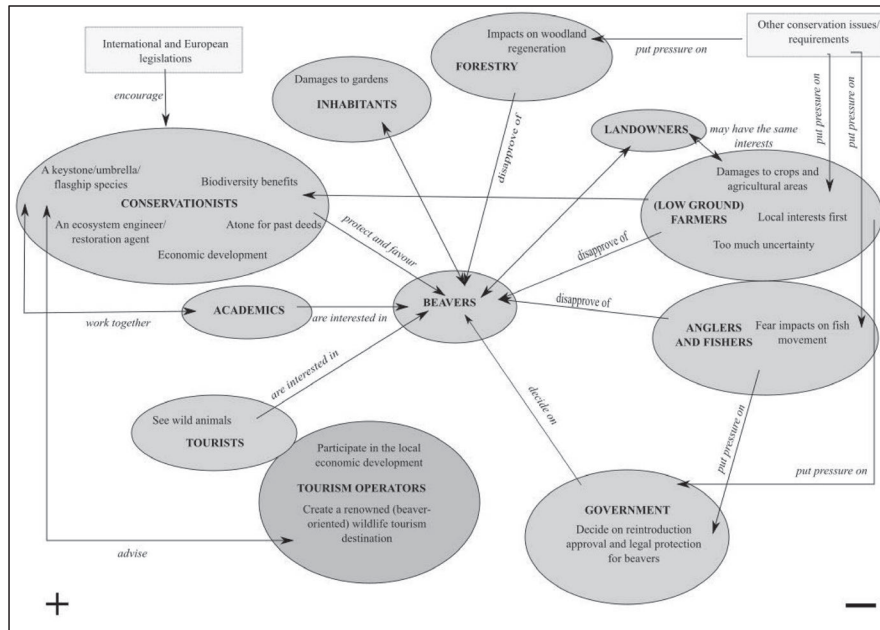 International and European
legislations
encourage
Other conservation issues/
requirements
put pressure on
put pressure on
put pressure on
Impacts on woodland
regeneration
FORESTRY
disapprove of
Damages to gardens
INHABITANTS
LANDOWNERS
may have the same
interests
A keystone/umbrella/
flagship species
Biodiversity benefits
CONSERVATIONISTS
An ecosystem engineer/
restoration agent
Atone for past deeds
Economic development
protect and favour
Damages to crops and
agricultural areas
(LOW GROUND)
FARMERS
Local interests first
Too much uncertainty
disapprove of
BEAVERS
disapprove of
ACADEMICS
are interested in
work together
ANGLERS
AND FISHERS
Fear impacts on fish
movement
are interested in
decide on
put pressure on
put pressure on
See wild animals
TOURISTS
Participate in the local
economic development
TOURISM OPERATORS
Create a renowned (beaver-
oriented) wildlife tourism
destination
advise
GOVERNMENT
Decide on reintroduction
approval and legal protection
for beavers
+
−